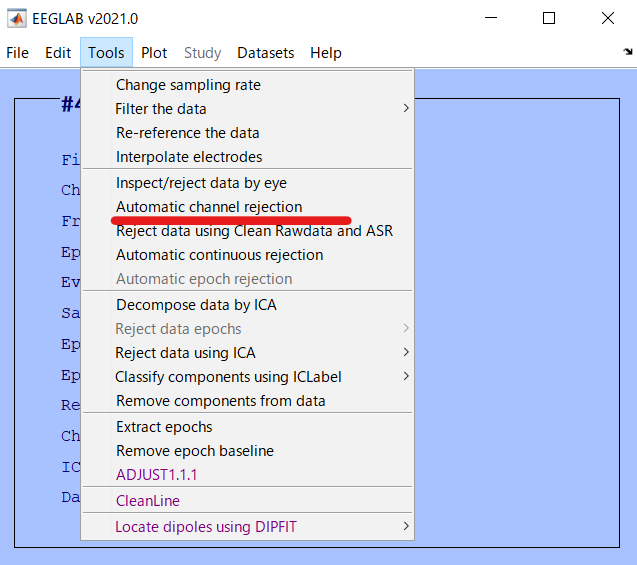 EEGLAB v2021.0
File Edit Tools Plot Study Datasets Help
#4
Change sampling rate
Filter the data
Re-reference the data
Interpolate electrodes
Fi
Inspect/reject data by eye
Ch
Automatic channel rejection
Fr
Reject data using Clean Rawdata and ASR
Ep
Automatic continuous rejection
Ev
Automatic epoch rejection
Sa
Decompose data by ICA
Ep
Reject data epochs
Reject data using ICA
Ep
Classify components using ICLabel
Re
Remove components from data
Ch
Extract epochs
Remove epoch baseline
IC
ADJUST1.1.1
Da
CleanLine
Locate dipoles using DIPFIT